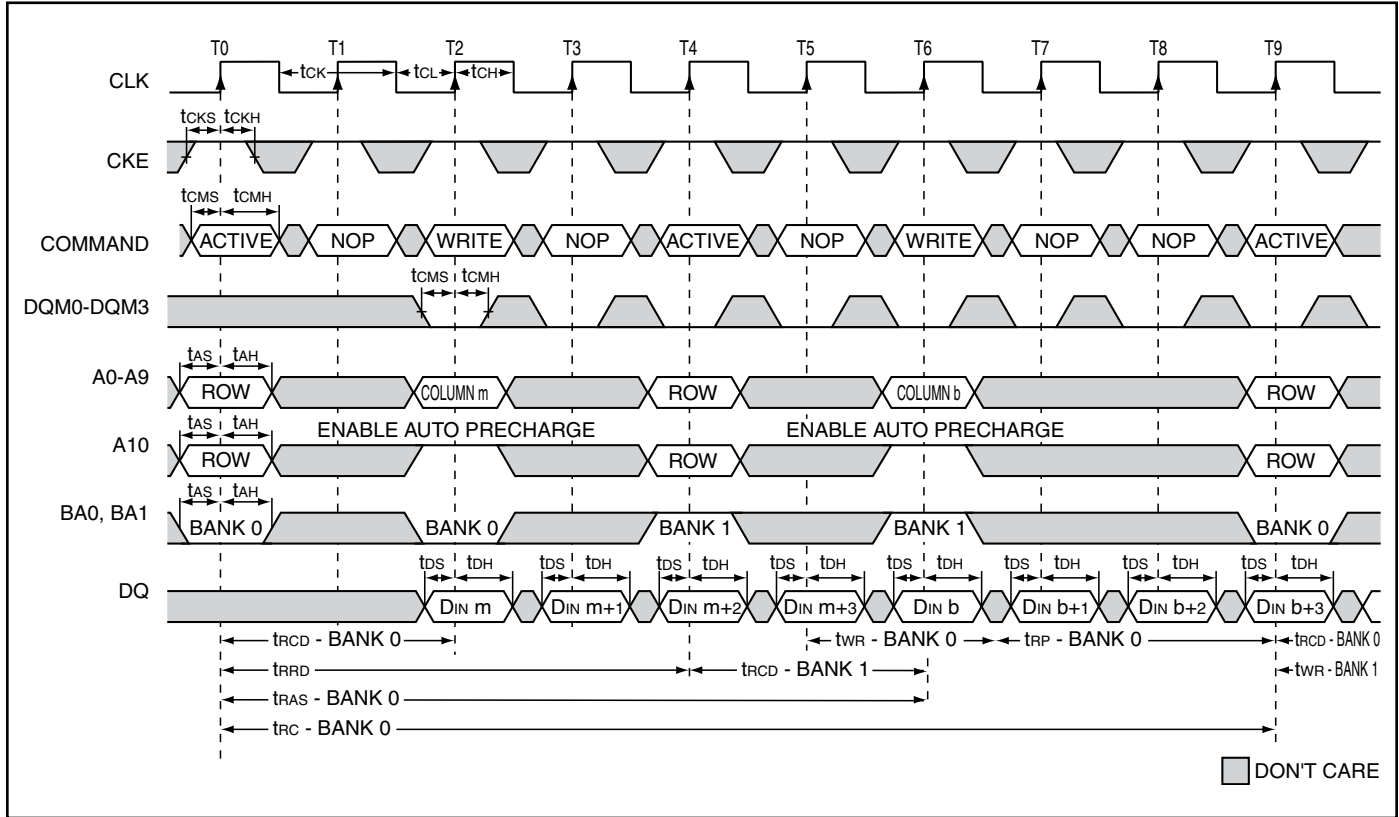 T0 T1 T2 T3 T4 T5 T6 T7 T8 T9
CLK tCK tCL tCH
tCKS tCKH
CKE
tCMS tCMH
COMMAND ACTIVE NOP WRITE NOP ACTIVE NOP WRITE NOP NOP ACTIVE
tCMS tCMH
DQM0-DQM3
tAS tAH
A0-A9 ROW COLUMN m ROW COLUMN b ROW
tAS tAH ENABLE AUTO PRECHARGE ENABLE AUTO PRECHARGE
A10 ROW ROW ROW
tAS tAH
BA0, BA1 BANK 0 BANK 0 BANK 1 BANK 1 BANK 0
tDS tDH tDS tDH tDS tDH tDS tDH tDS tDH tDS tDH tDS tDH tDS tDH
DQ DIN m DIN m+1 DIN m+2 DIN m+3 DIN b DIN b+1 DIN b+2 DIN b+3
tRCD - BANK 0 tWR - BANK 0 tRP - BANK 0 tRCD - BANK 0
tRRD tRCD - BANK 1 tWR - BANK 1
tRAS - BANK 0
tRC - BANK 0
DON'T CARE